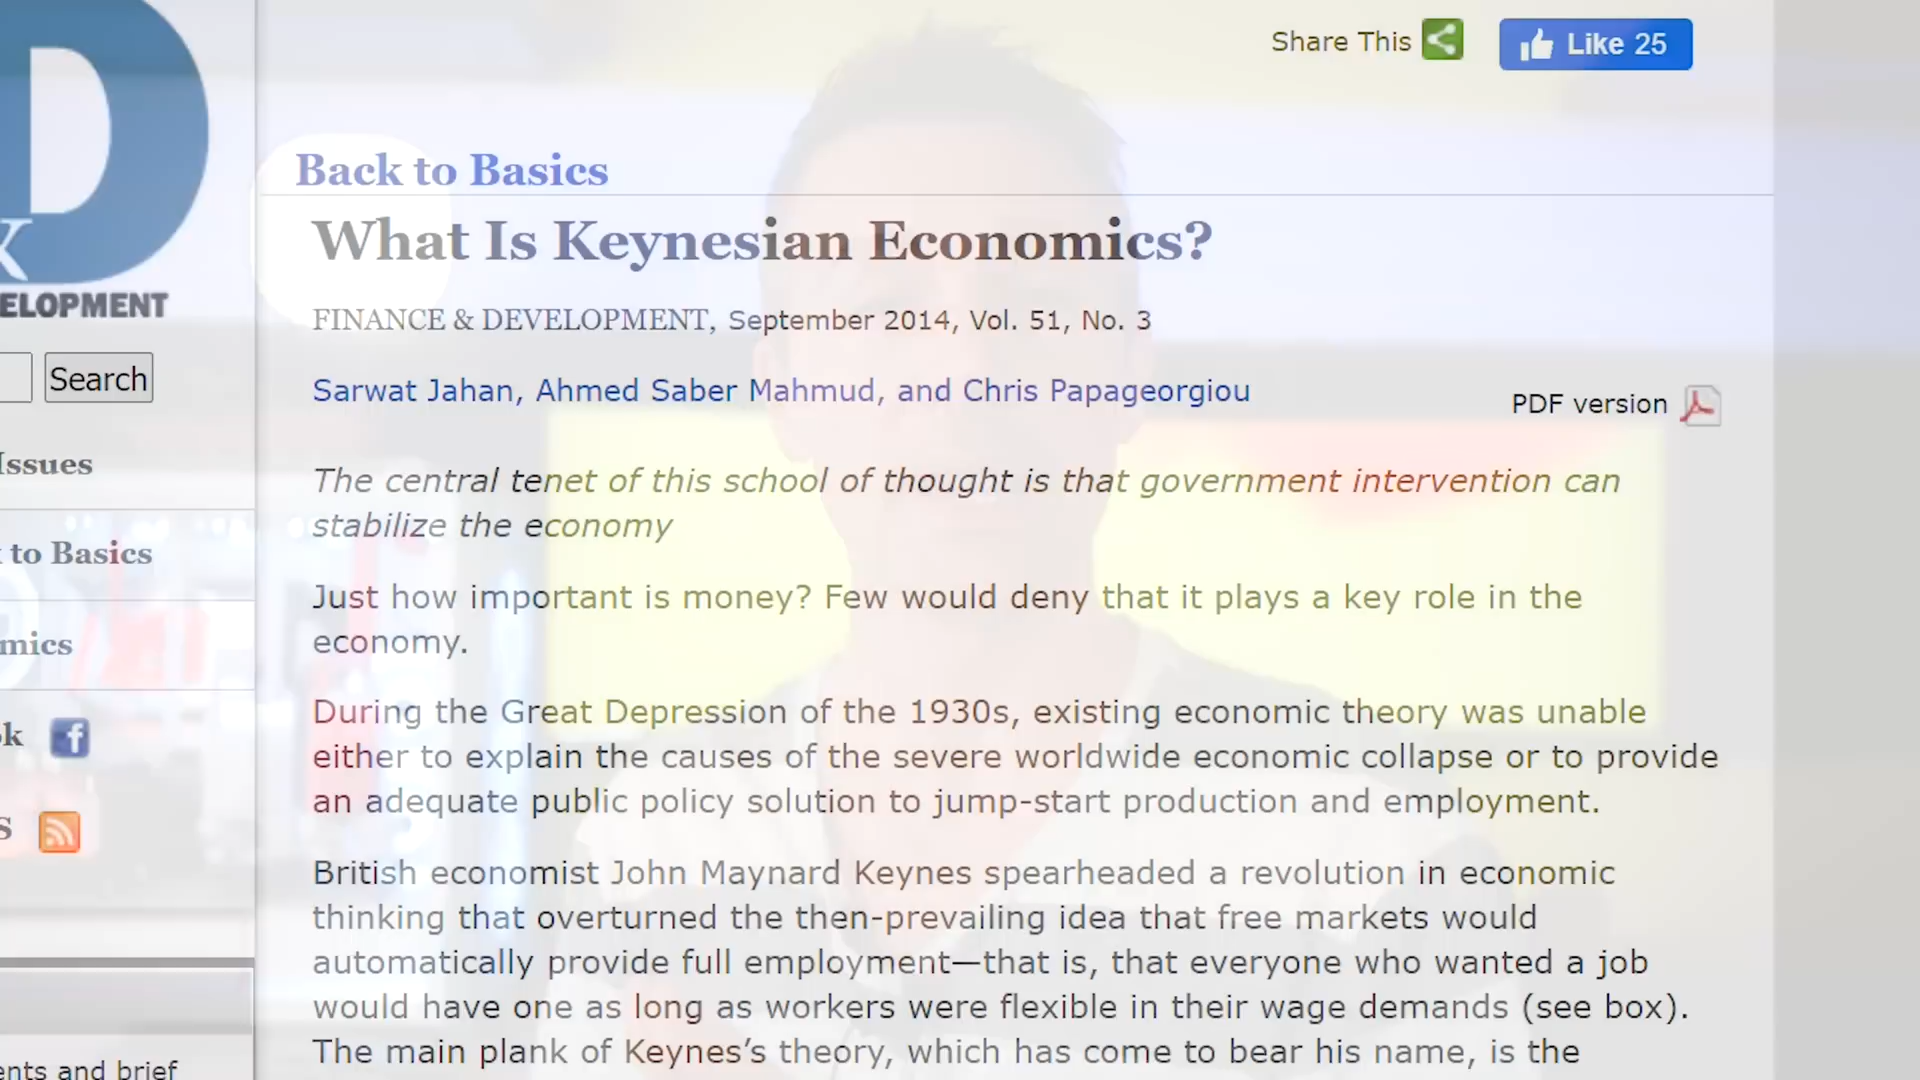 Share This
Like 25
Back to Basics
What Is Keynesian Economics?
FINANCE & DEVELOPMENT, September 2014, Vol. 51, No. 3
Search
Sarwat Jahan, Ahmed Saber Mahmud, and Chris Papageorgiou
PDF version
Issues
The central tenet of this school of thought is that government intervention can
stabilize the economy
to Basics
Just how important is money? Few would deny that it plays a key role in the
economy.
During the Great Depression of the 1930s, existing economic theory was unable
either to explain the causes of the severe worldwide economic collapse or to provide
an adequate public policy solution to jump-start production and employment.
British economist John Maynard Keynes spearheaded a revolution in economic
thinking that overturned the then-prevailing idea that free markets would
automatically provide full employment—that is, that everyone who wanted a job
would have one as long as workers were flexible in their wage demands (see box).
The main plank of Keynes’s theory, which has come to bear his name, is the
and brief